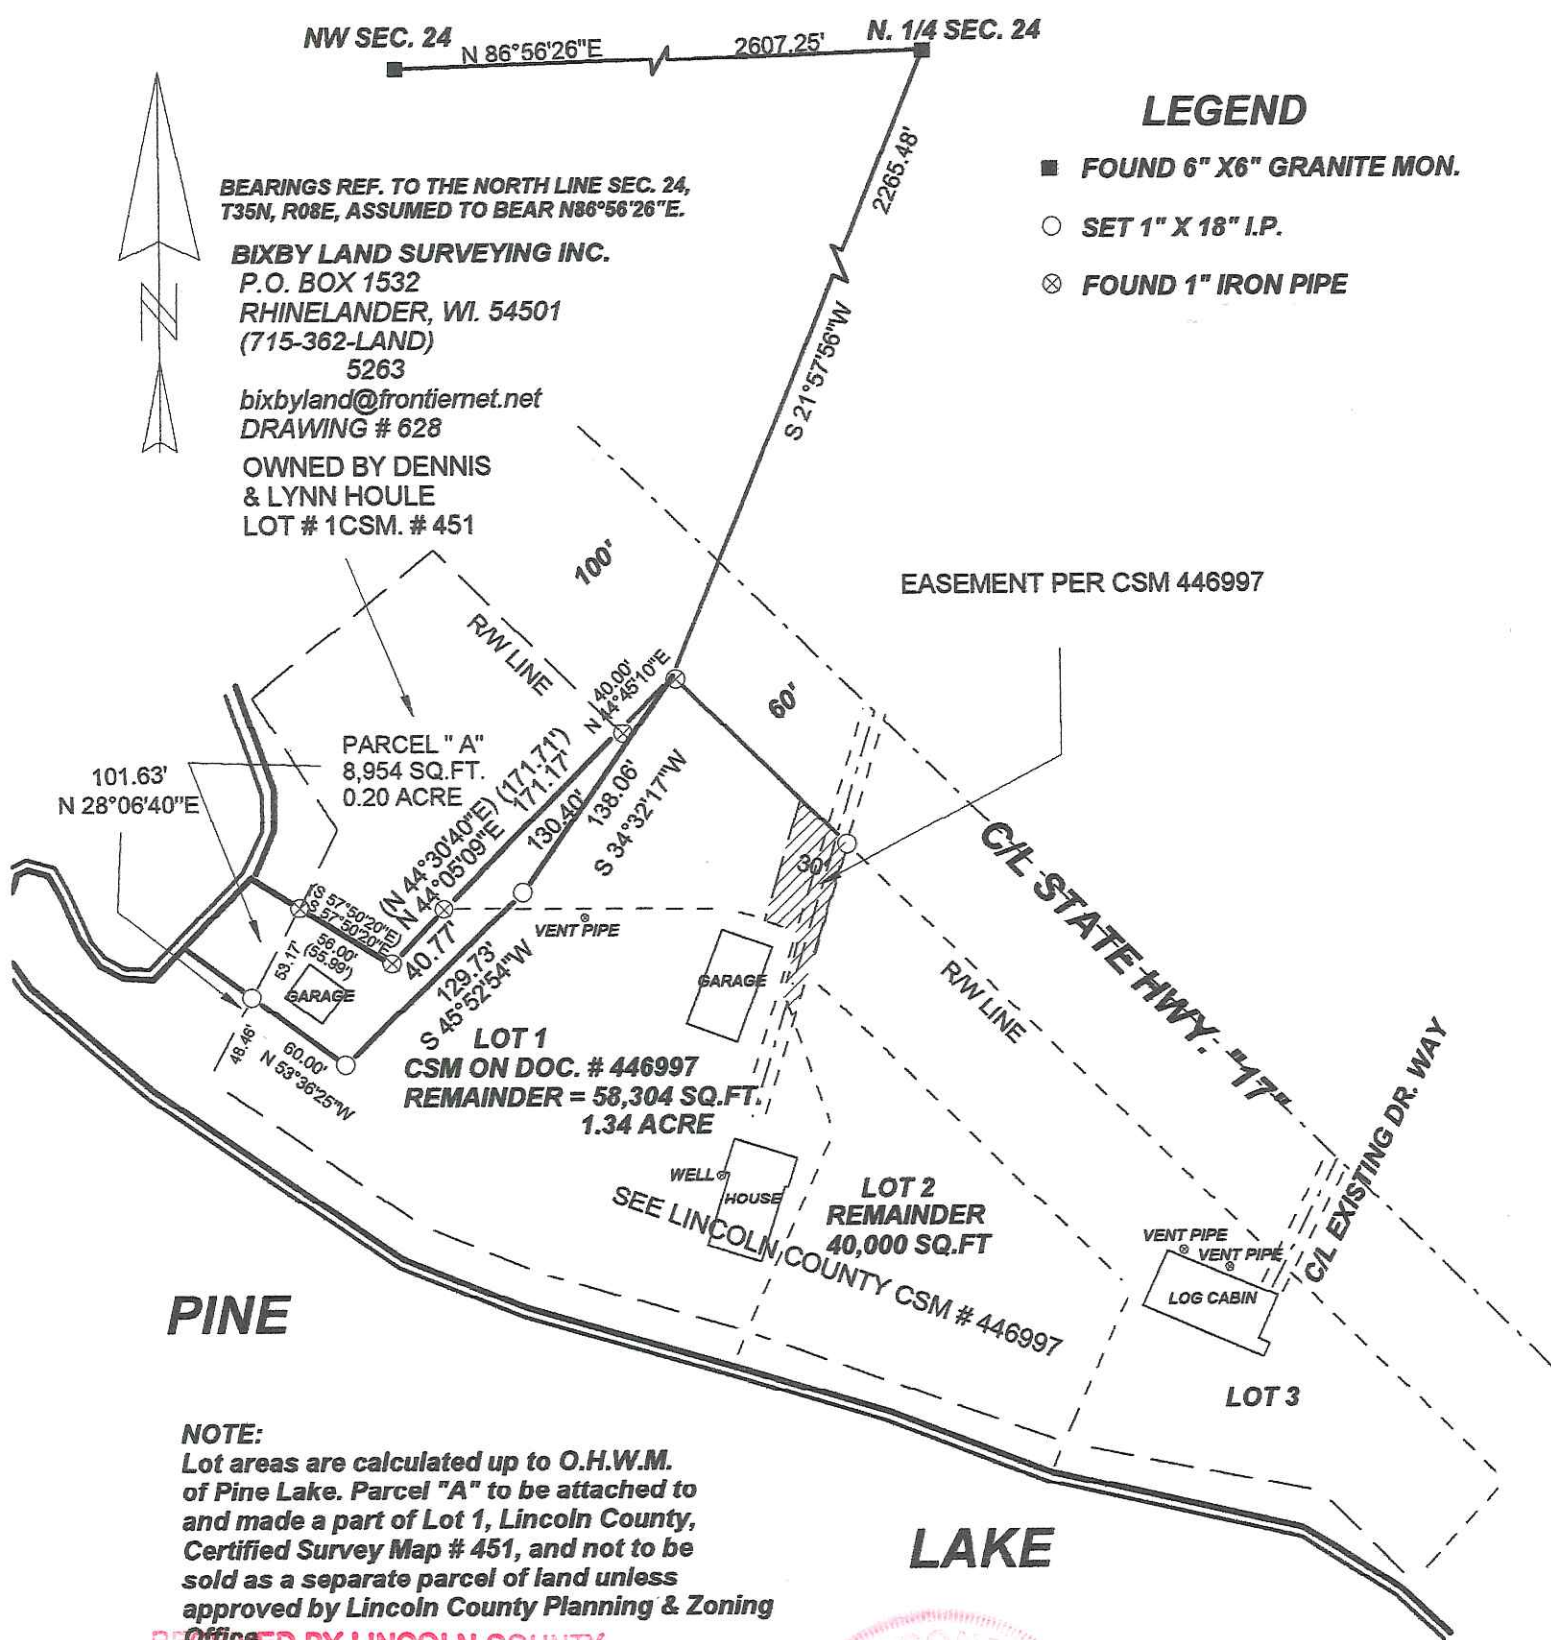 NW SEC. 24
N. 1/4 SEC. 24
N 86°56'26"E
2607.25'
LEGEND
FOUND 6" X6" GRANITE MON.
SET 1" X 18" I.P.
FOUND 1" IRON PIPE
2265.48'
S 21°57'56"W
BEARINGS REF. TO THE NORTH LINE SEC. 24,
T35N, R08E, ASSUMED TO BEAR N86°56'26"E.
N
BIXBY LAND SURVEYING INC.
P.O. BOX 1532
RHINELANDER, WI. 54501
(715-362-LAND)
5263
bixbyland@frontiernet.net
DRAWING # 628
OWNED BY DENNIS
& LYNN HOULE
LOT # 1CSM. # 451
100'
R/W LINE
EASEMENT PER CSM 446997
40.00'
N 44°45'10"E
60'
PARCEL " A"
8,954 SQ.FT.
0.20 ACRE
101.63'
N 28°06'40"E
(N 44°30'40"E) (171.71')
N 44°05'09"E 171.17'
130.40'
138.06'
S 34°32'17"W
30'
C/L STATE HWY. "17"
(S 57°50'20"E)
S 57°50'20"E
56.00'
(55.99')
53.17'
GARAGE
40.77'
VENT PIPE
129.73'
S 45°52'54"W
GARAGE
R/W LINE
48.46'
60.00'
N 53°36'25"W
LOT 1
CSM ON DOC. # 446997
REMAINDER = 58,304 SQ.FT.
1.34 ACRE
WELL
HOUSE
LOT 2
REMAINDER
40,000 SQ.FT
SEE LINCOLN COUNTY CSM # 446997
C/L EXISTING DR. WAY
VENT PIPE
VENT PIPE
LOG CABIN
LOT 3
PINE
LAKE
NOTE:
Lot areas are calculated up to O.H.W.M.
of Pine Lake. Parcel "A" to be attached to
and made a part of Lot 1, Lincoln County,
Certified Survey Map # 451, and not to be
sold as a separate parcel of land unless
approved by Lincoln County Planning & Zoning
Office
BY LINCOLN COUNTY